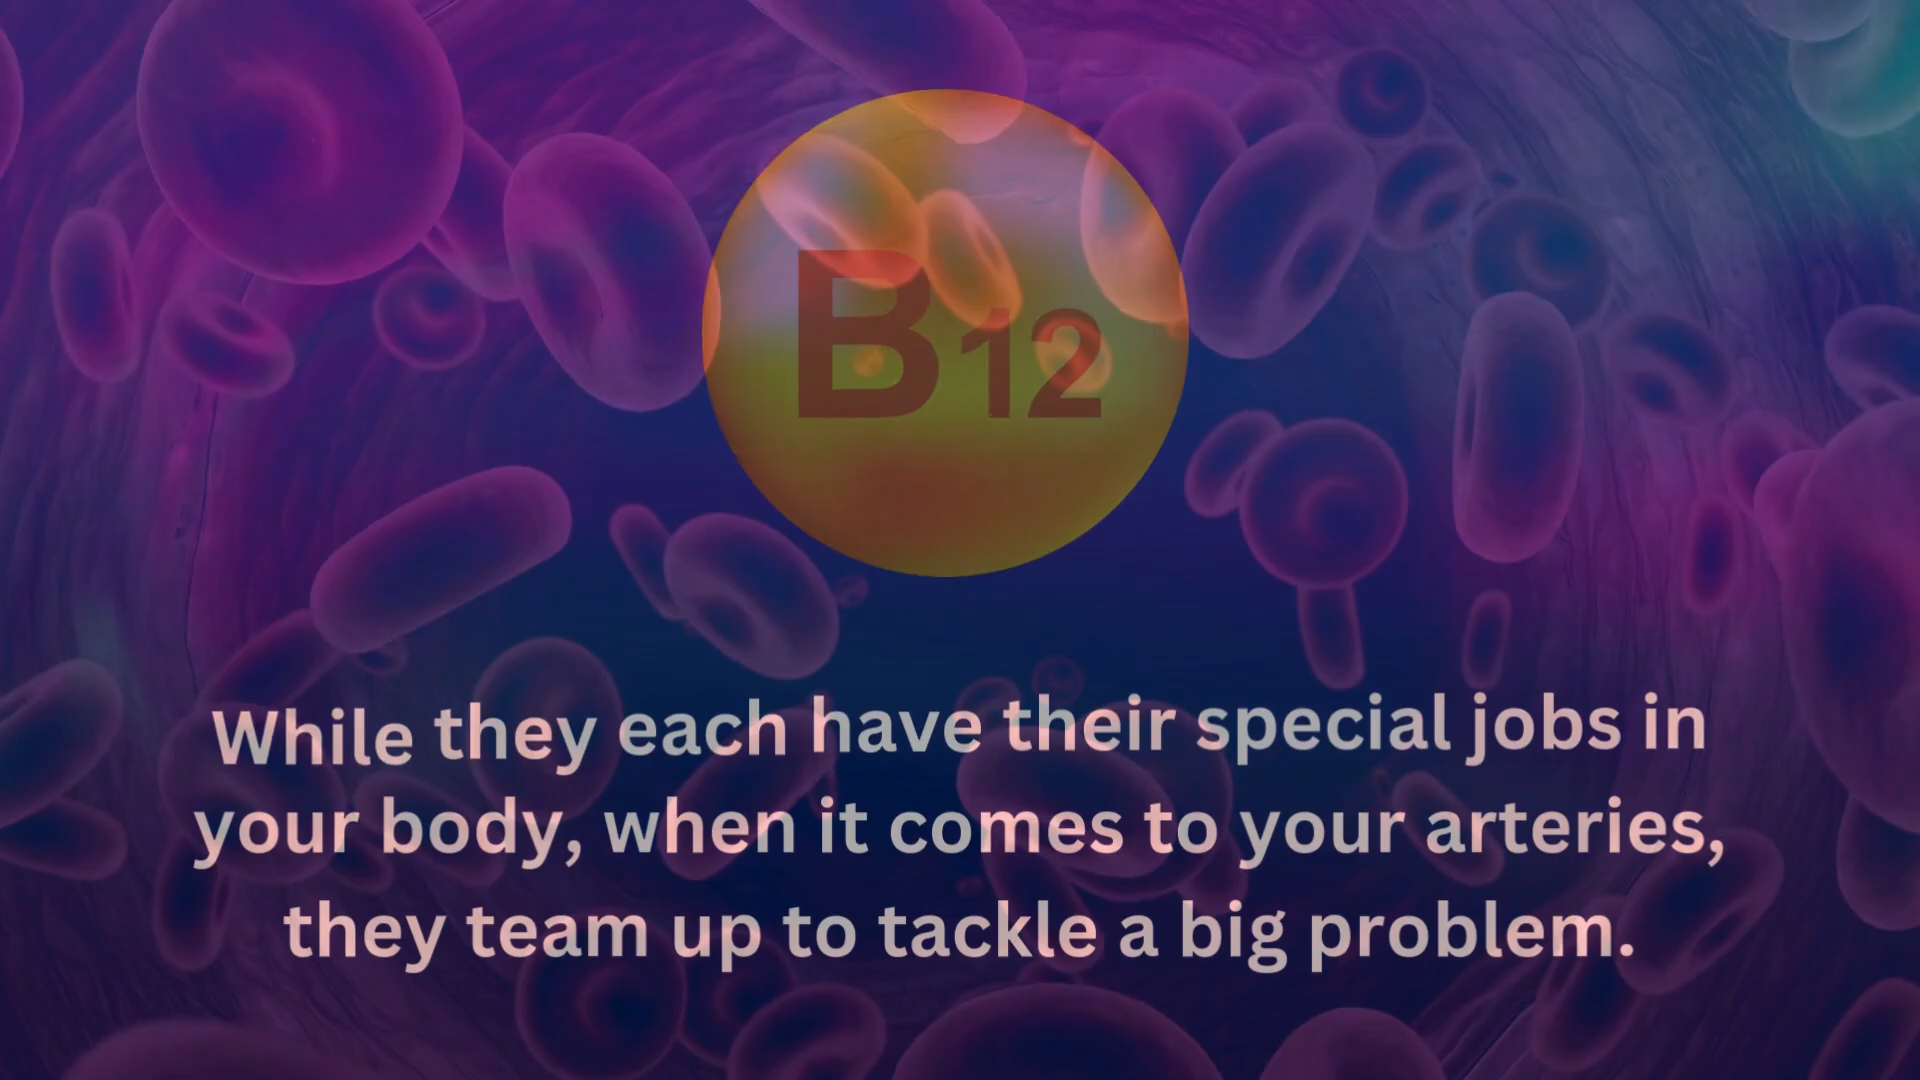 B12
While they each have their special jobs in
your body, when it comes to your arteries,
they team up to tackle a big problem.